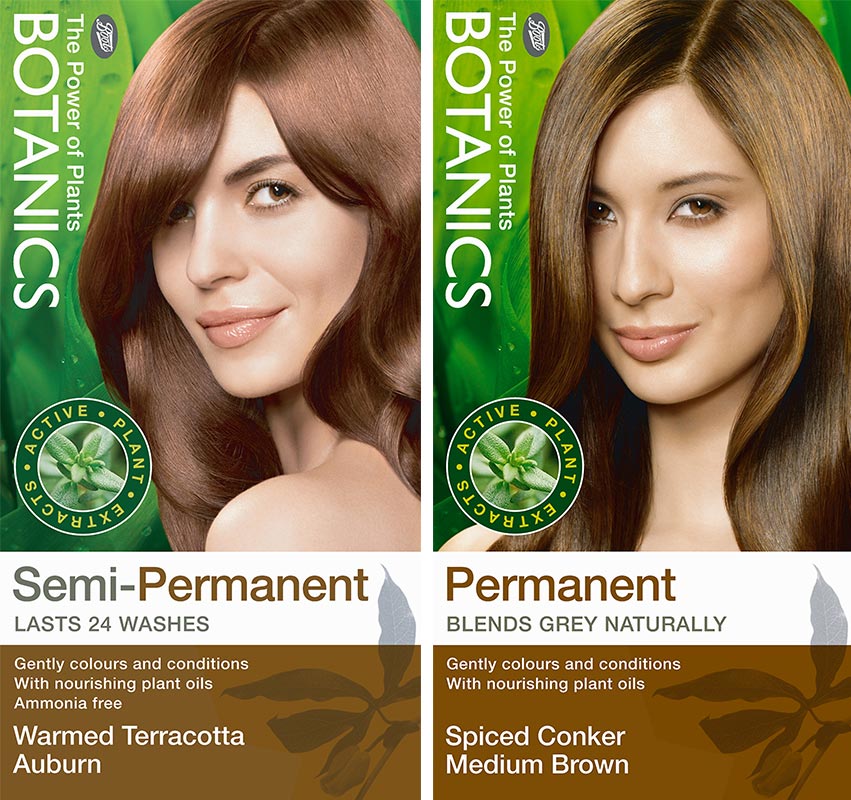 Boots
The Power of Plants
BOTANICS
ACTIVE • PLANT • EXTRACTS •
Semi-Permanent
LASTS 24 WASHES
Gently colours and conditions
With nourishing plant oils
Ammonia free
Warmed Terracotta
Auburn
Boots
The Power of Plants
BOTANICS
ACTIVE • PLANT • EXTRACTS •
Permanent
BLENDS GREY NATURALLY
Gently colours and conditions
With nourishing plant oils
Spiced Conker
Medium Brown